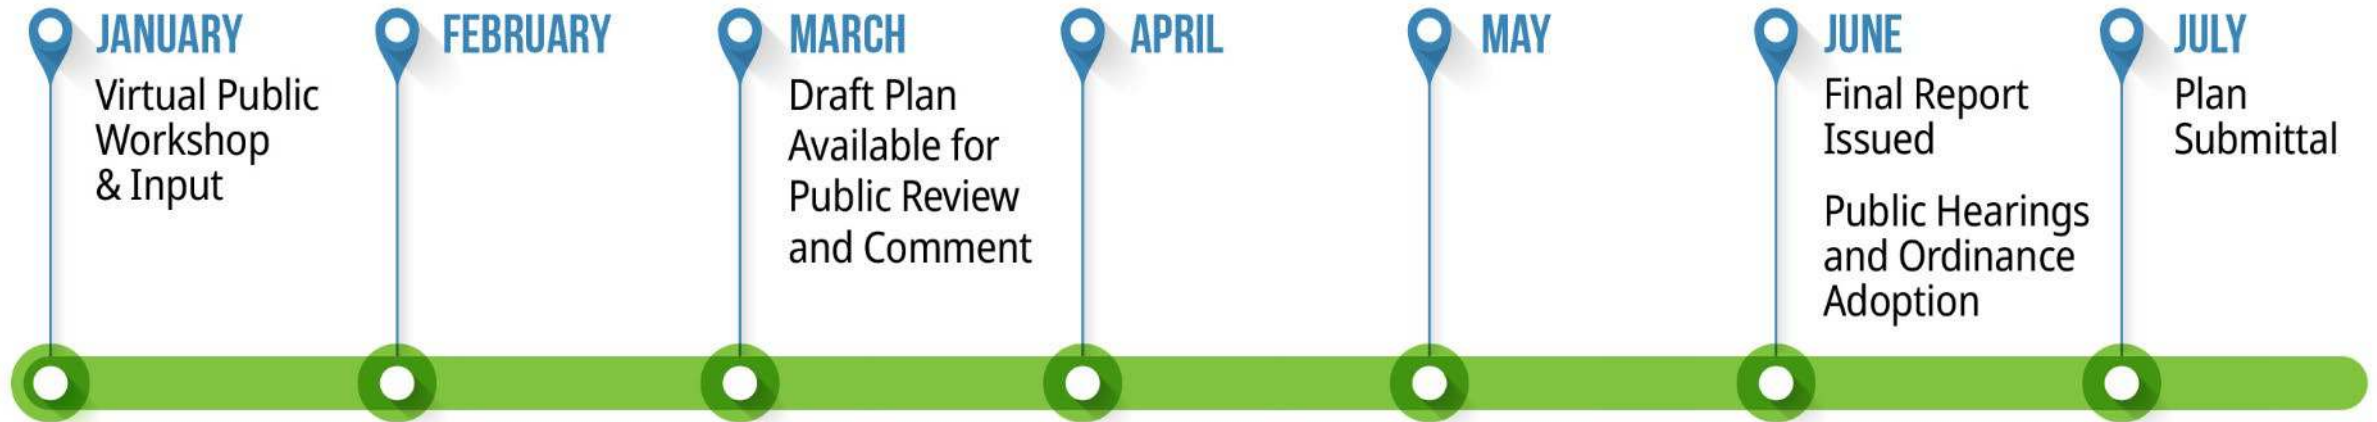 JANUARY
Virtual Public
Workshop
& Input
FEBRUARY
MARCH
Draft Plan
Available for
Public Review
and Comment
APRIL
MAY
JUNE
Final Report
Issued
Public Hearings
and Ordinance
Adoption
JULY
Plan
Submittal